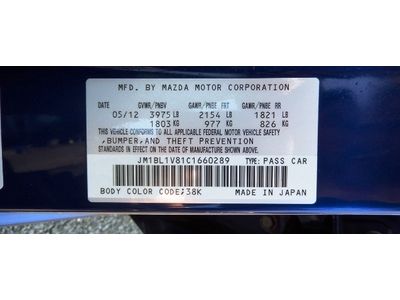 MFD. BY MAZDA MOTOR CORPORATION
GVWR/PNBV GAWR/PNBE FRT GAWR/PNBE RR
05/12 3975 LB 2154 LB 1821 LB
1803 KG 977 KG 826 KG
THIS VEHICLE CONFORMS TO ALL APPLICABLE FEDERAL MOTOR VEHICLE SAFETY
,BUMPER,AND THEFT PREVENTION
STANDARDS IN EFFECT ON THE DATE OF MANUFACTURE SHOWN ABOVE.
JM1BL1V81C1660289 TYPE: PASS CAR
BODY COLOR CODE:38K MADE IN JAPAN